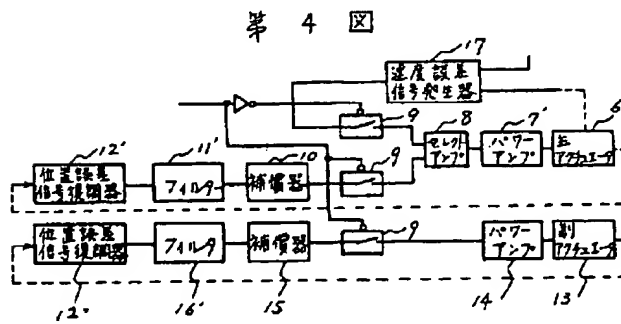 第 4 図
17
速度誤差
信号発生器
6
8
7'
9
主
アクチュエータ
セレクト
アンプ
パワー
アンプ
12'
11'
10
9
位置誤差
信号復調器
フィルタ
補償器
9
位置誤差
信号復調器
フィルタ
補償器
パワー
アンプ
副
アクチュエータ
12''
16'
15
14
13